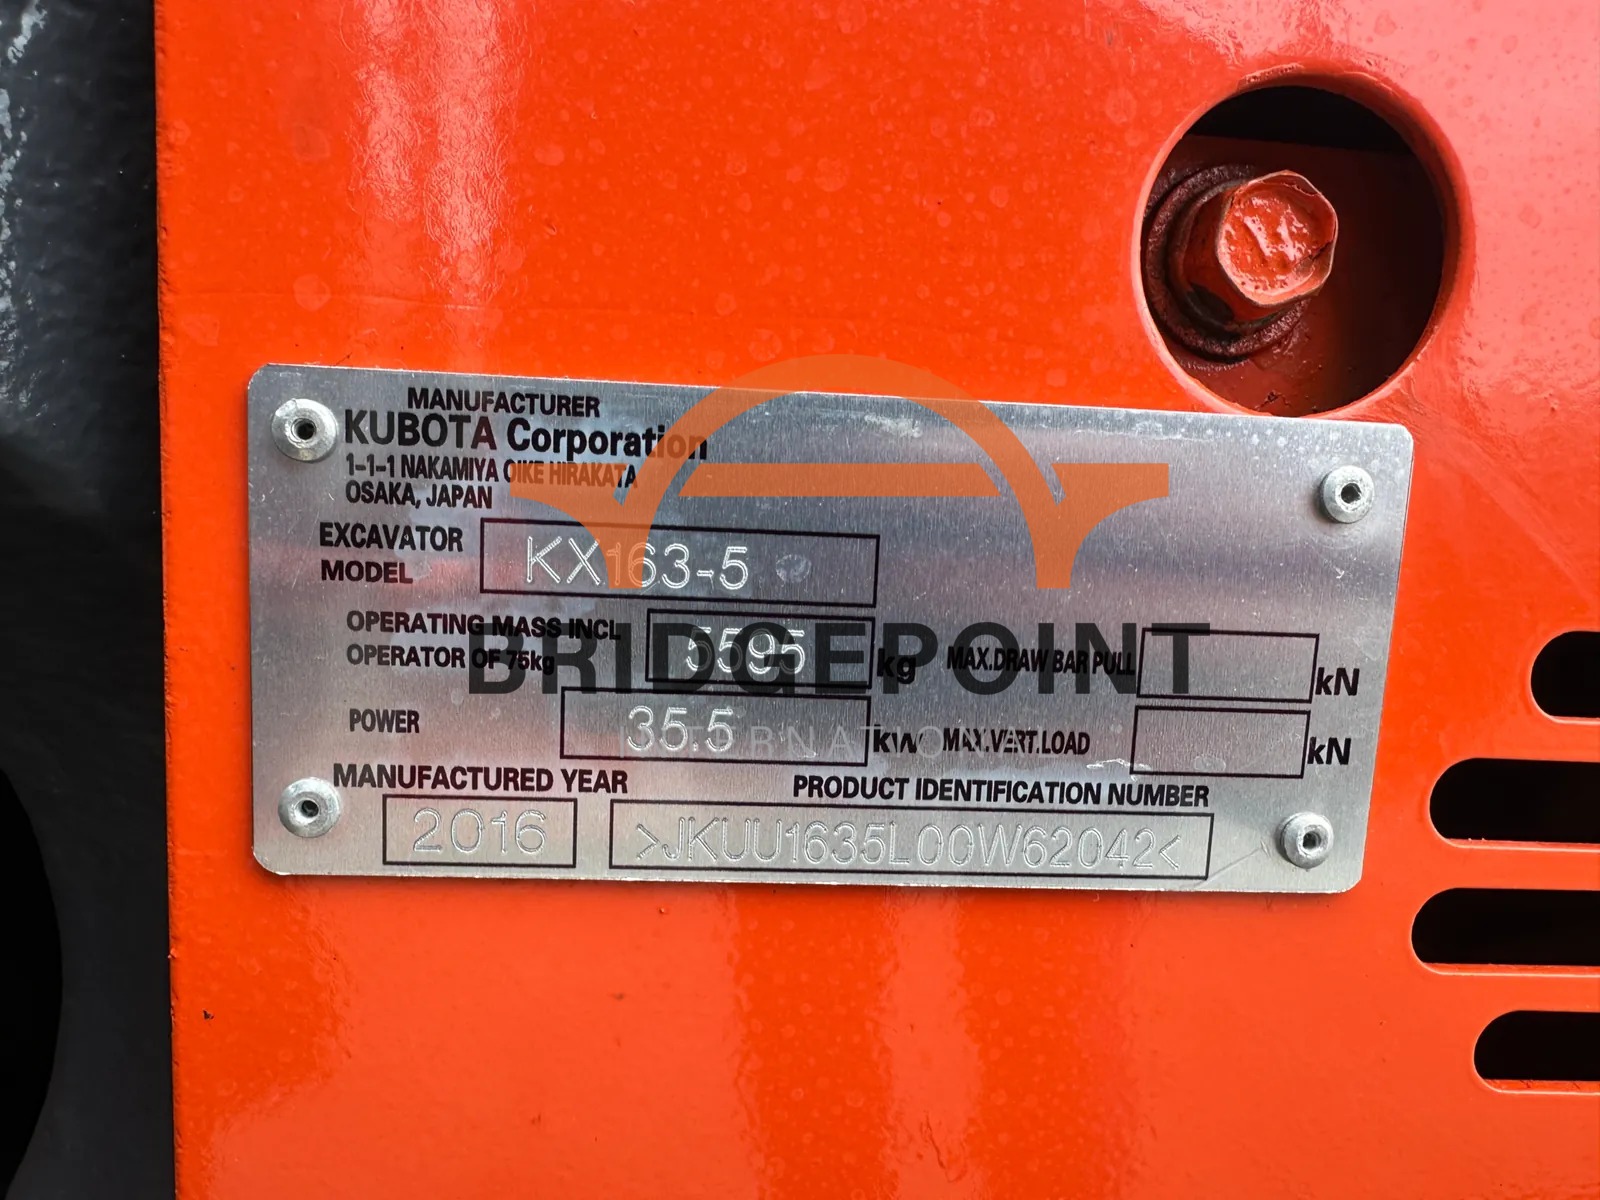 MANUFACTURER
KUBOTA Corporation
1-1-1 NAKAMIYA OIKE HIRAKATA
OSAKA, JAPAN
EXCAVATOR
MODEL
KX163-5
OPERATING MASS INCL
OPERATOR OF 75kg
5595 kg
MAX.DRAW BAR PULL kN
BRIDGEPOINT
INTERNATIONAL
POWER 35.5 kW
MAX.VERT.LOAD kN
MANUFACTURED YEAR
2016
PRODUCT IDENTIFICATION NUMBER
>JKUU1635L00W62042<